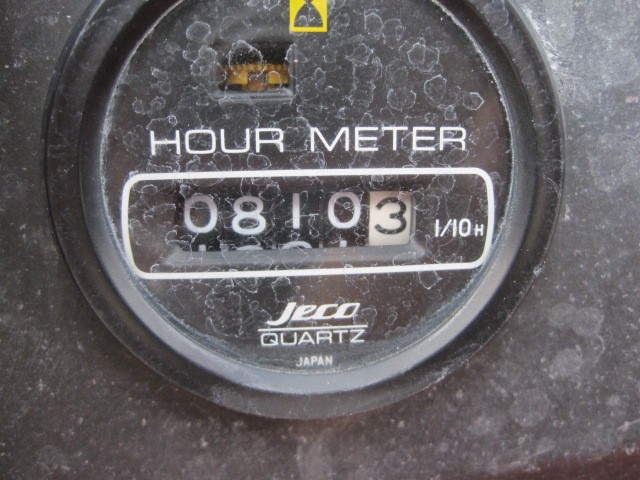 HOUR METER
08103 1/10H
Jeco
QUARTZ
JAPAN